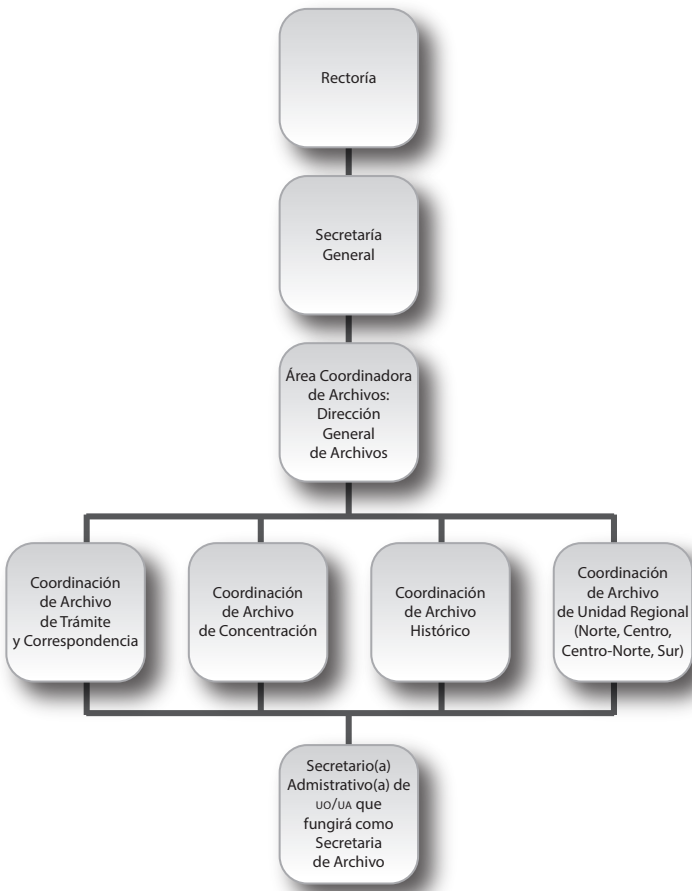 Rectoría
Secretaría
General
Área Coordinadora
de Archivos:
Dirección
General
de Archivos
Coordinación
de Archivo
de Trámite
y Correspondencia
Coordinación
de Archivo
de Concentración
Coordinación
de Archivo
Histórico
Coordinación
de Archivo
de Unidad Regional
(Norte, Centro,
Centro-Norte, Sur)
Secretario(a)
Admistrativo(a) de
UO/UA que
fungirá como
Secretaria
de Archivo